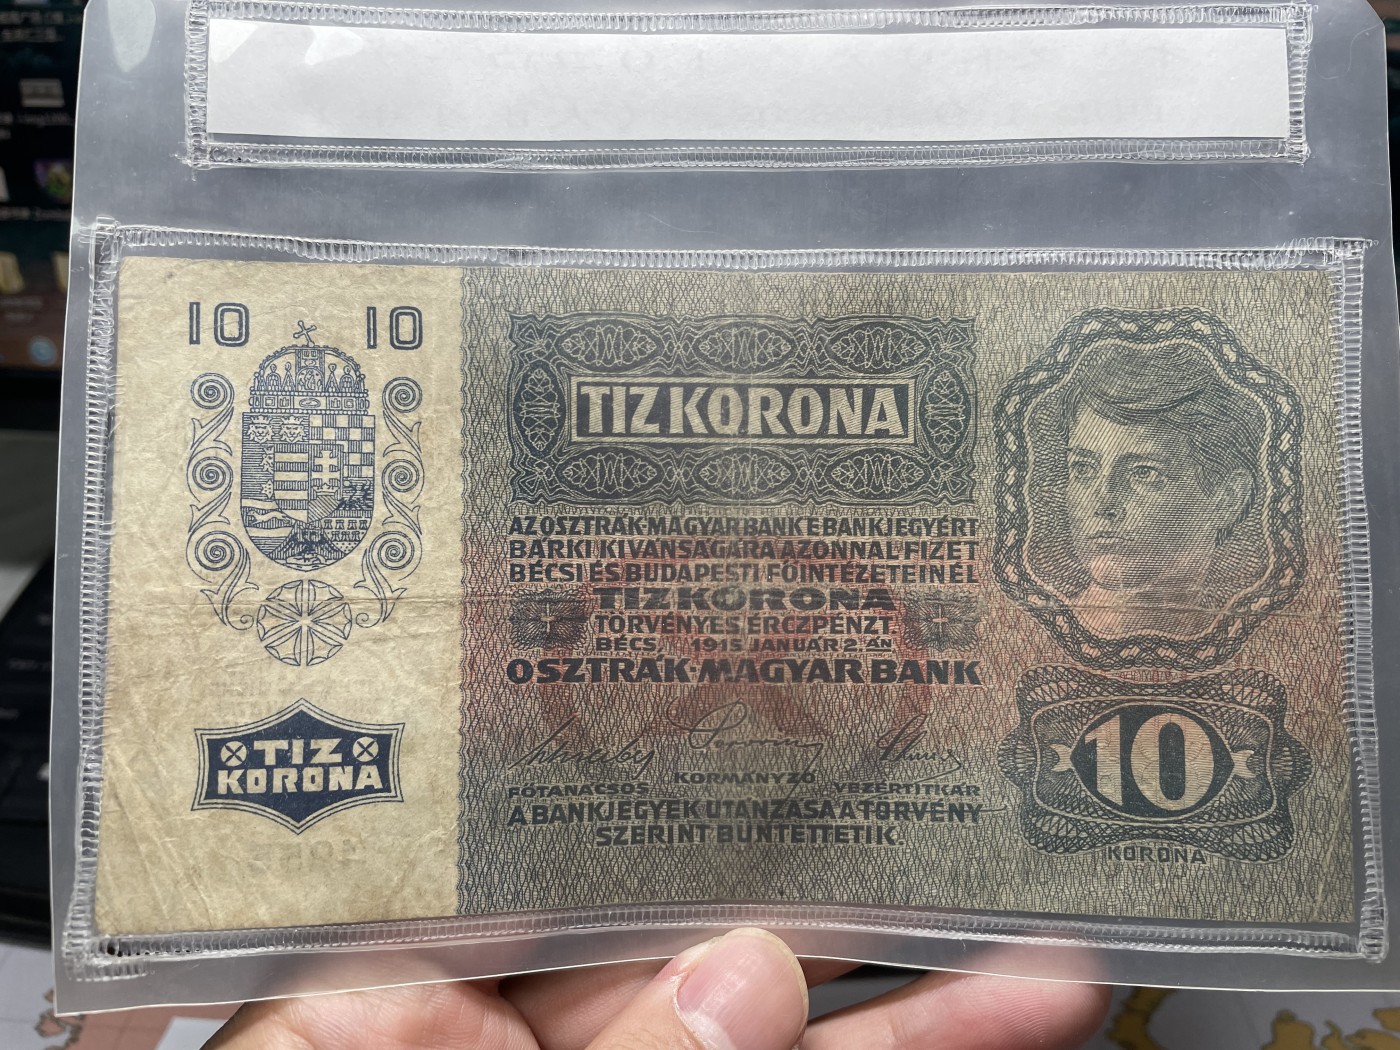 10 10
TIZ
KORONA
TIZ KORONA
AZ OSZTRÁK-MAGYAR BANK E BANKJEGYÉRT
BÁRKI KIVÁNSÁGÁRA AZONNAL FIZET
BÉCSI ÉS BUDAPESTI FŐINTÉZETEINÉL
TIZ KORONA
TÖRVÉNYES ÉRCZPÉNZT.
BÉCS, 1915 JANUÁR 2.ÁN
OSZTRÁK-MAGYAR BANK
KORMÁNYZÓ
FŐTANÁCSOS VEZÉRTITKÁR
A BANKJEGYEK UTÁNZÁSA A TÖRVÉNY
SZERINT BÜNTETTETIK.
10
KORONA